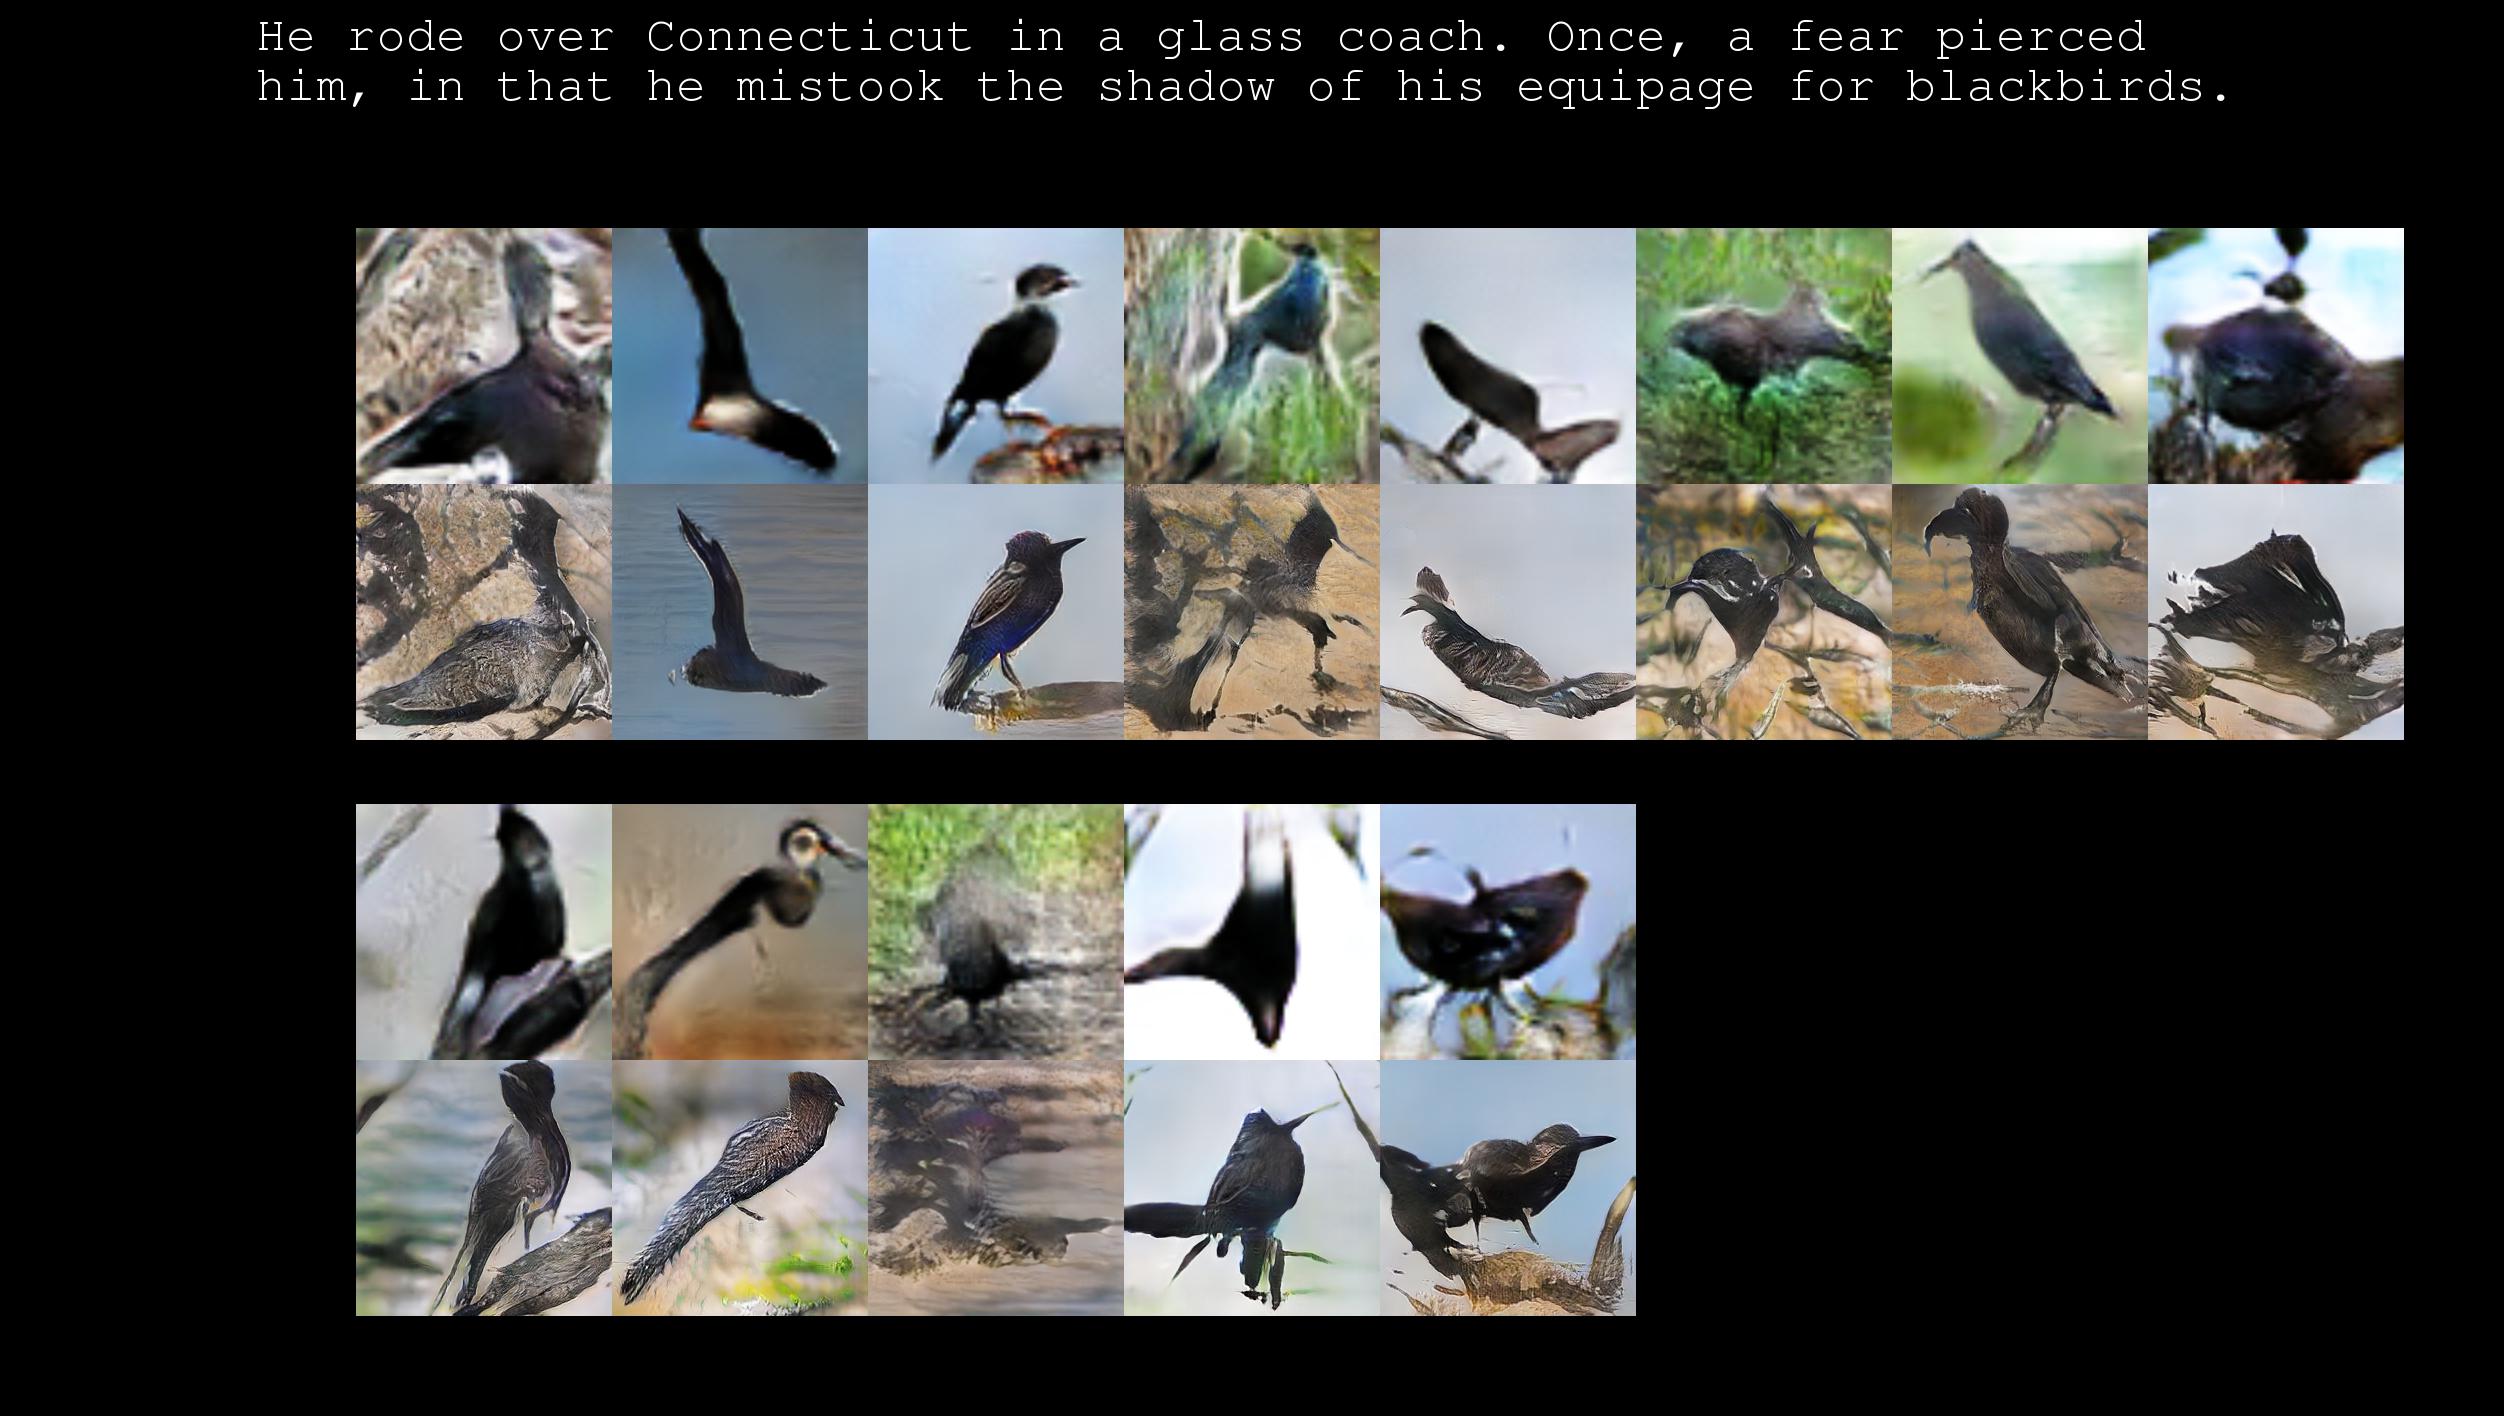 He rode over Connecticut in a glass coach. Once, a fear pierced
him, in that he mistook the shadow of his equipage for blackbirds.